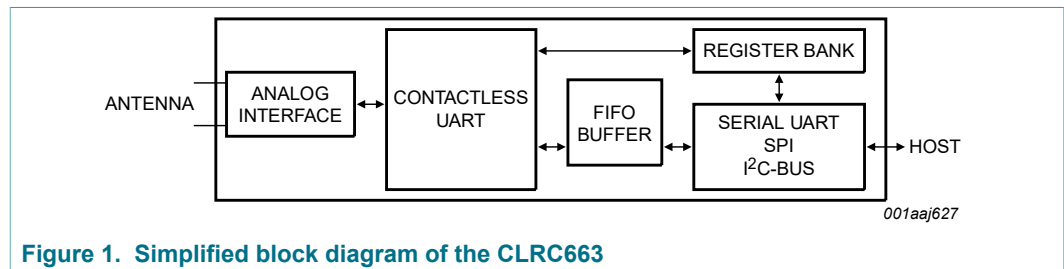 ANTENNA
ANALOG
INTERFACE
CONTACTLESS
UART
FIFO
BUFFER
REGISTER BANK
SERIAL UART
SPI
I²C-BUS
HOST
001aaj627
Figure 1. Simplified block diagram of the CLRC663